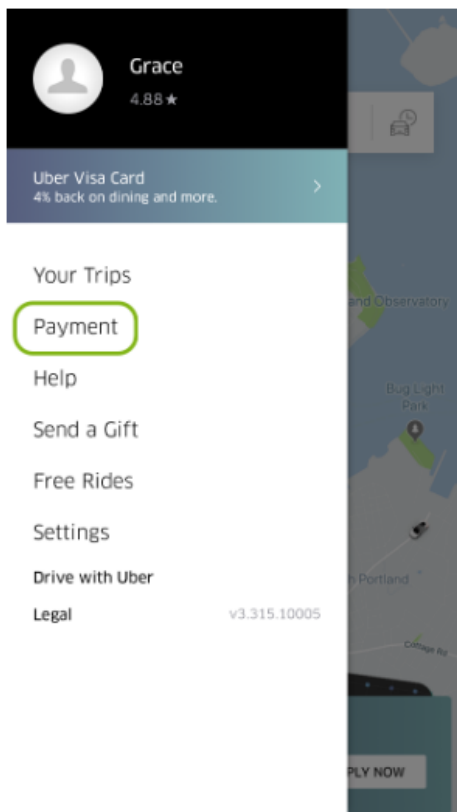 Grace
4.88★
Uber Visa Card
4% back on dining and more.
Your Trips
Payment
Help
Send a Gift
Free Rides
Settings
Drive with Uber
Legal
v3.315.10005
and Observatory
Bug Light
Park
h Portland
Cottage Rd
PLY NOW